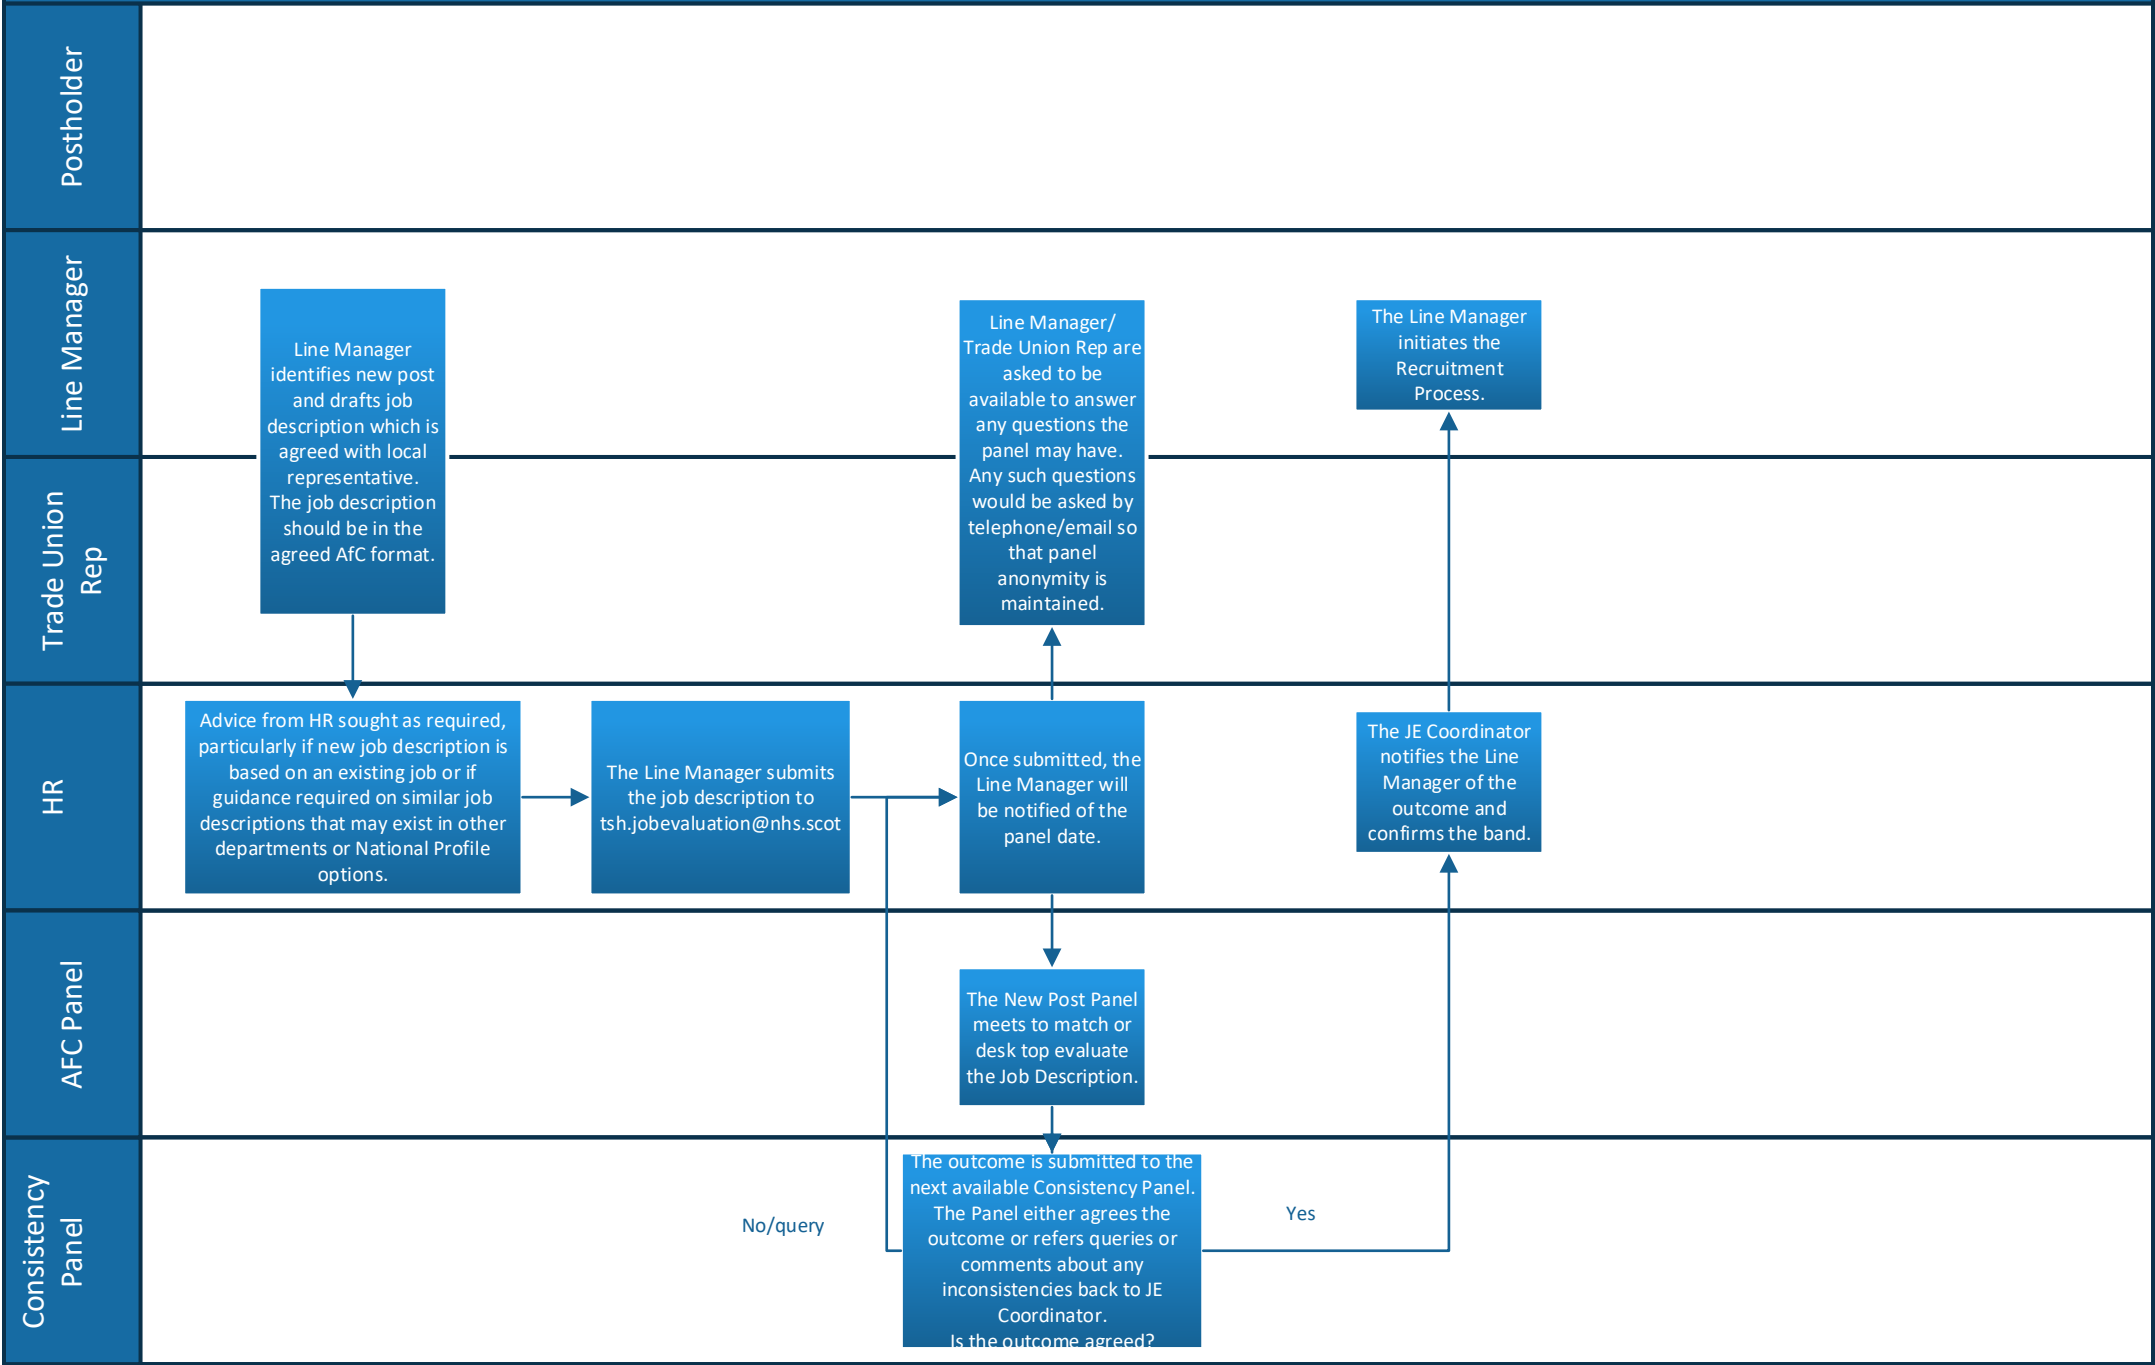 Postholder
Line Manager
Line Manager
identifies new post
and drafts job
description which is
agreed with local
representative.
The job description
should be in the
agreed AfC format.
Line Manager/
Trade Union Rep are
asked to be
available to answer
any questions the
panel may have.
Any such questions
would be asked by
telephone/email so
that panel
anonymity is
maintained.
The Line Manager
initiates the
Recruitment
Process.
Trade Union
Rep
HR
Advice from HR sought as required,
particularly if new job description is
based on an existing job or if
guidance required on similar job
descriptions that may exist in other
departments or National Profile
options.
The Line Manager submits
the job description to
tsh.jobevaluation@nhs.scot
Once submitted, the
Line Manager will
be notified of the
panel date.
The JE Coordinator
notifies the Line
Manager of the
outcome and
confirms the band.
AFC Panel
The New Post Panel
meets to match or
desk top evaluate
the Job Description.
Consistency
Panel
No/query
The outcome is submitted to the
next available Consistency Panel.
The Panel either agrees the
outcome or refers queries or
comments about any
inconsistencies back to JE
Coordinator.
Is the outcome agreed?
Yes